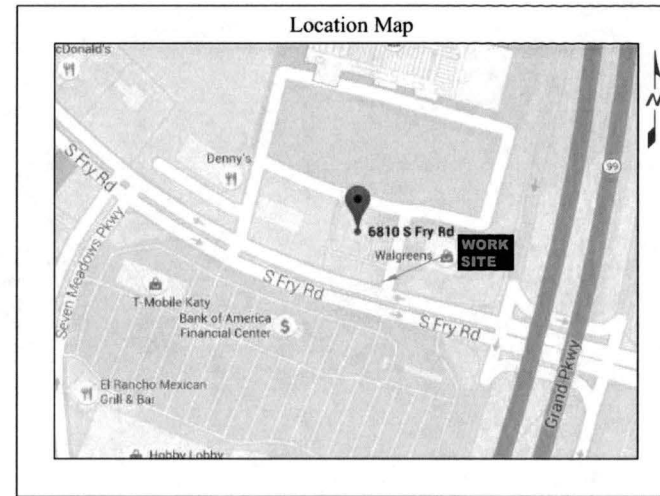 Location Map
cDonald's
N
S Fry Rd
Denny's
99
6810 S Fry Rd
Walgreens
WORK
SITE
Seven Meadows Pkwy
S Fry Rd
T-Mobile Katy
Bank of America
Financial Center
$
S Fry Rd
Grand Pkwy
El Rancho Mexican
Grill & Bar
Hobby Lobby